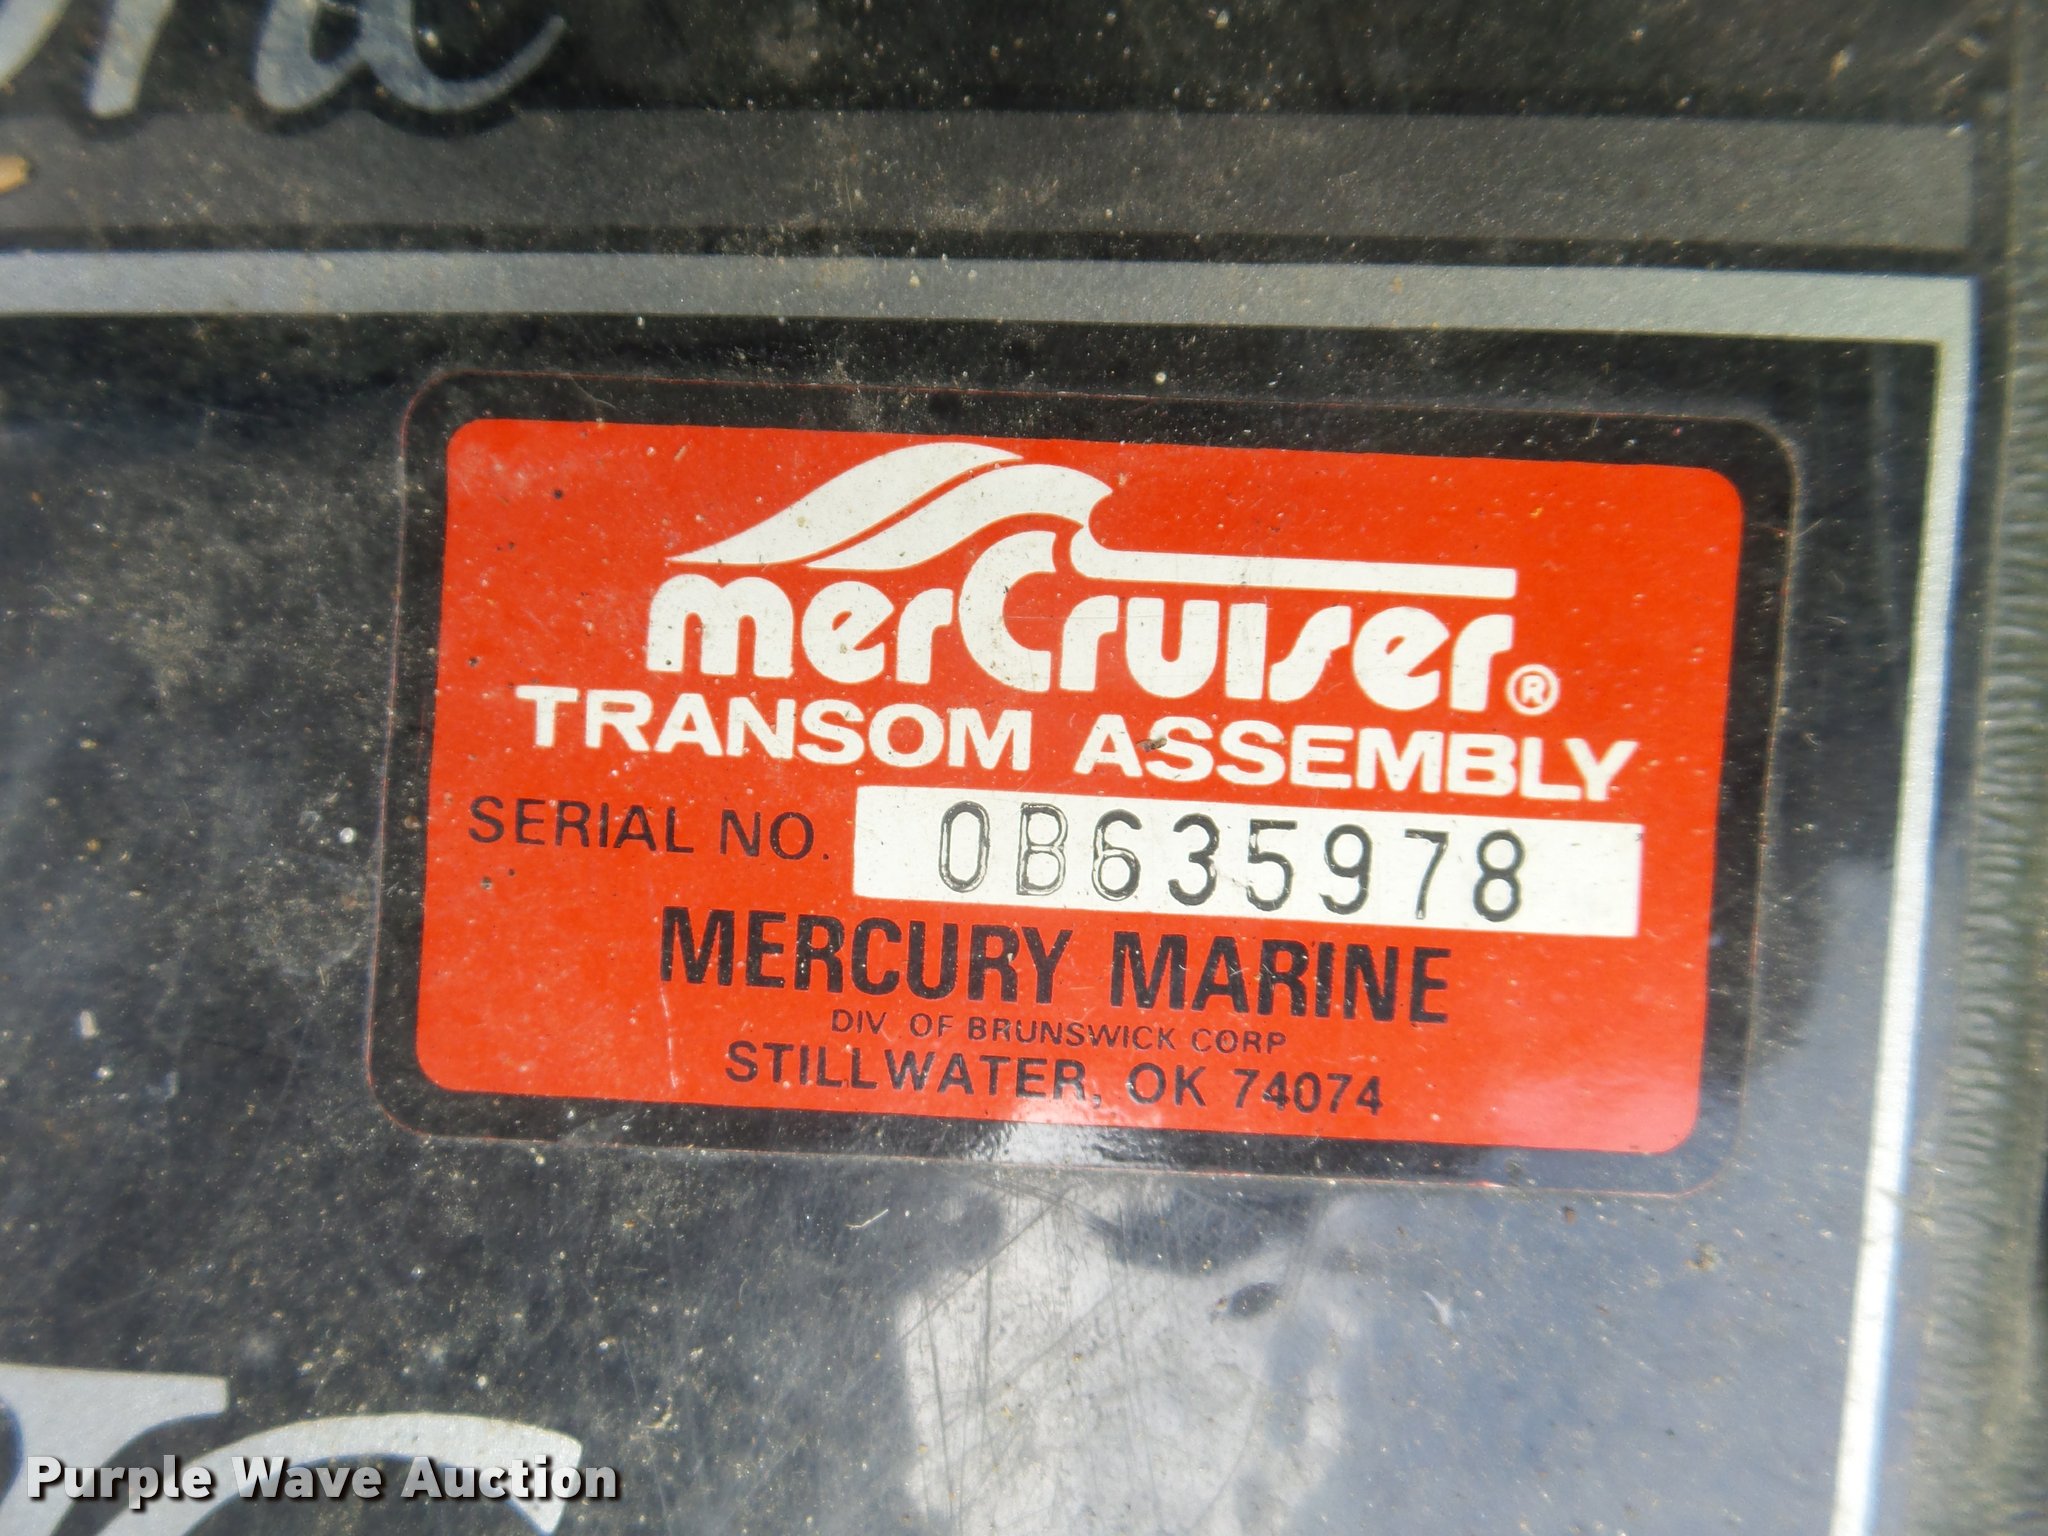 merCruiser®
TRANSOM ASSEMBLY
SERIAL NO. 0B635978
MERCURY MARINE
DIV. OF BRUNSWICK CORP
STILLWATER, OK 74074
Purple Wave Auction